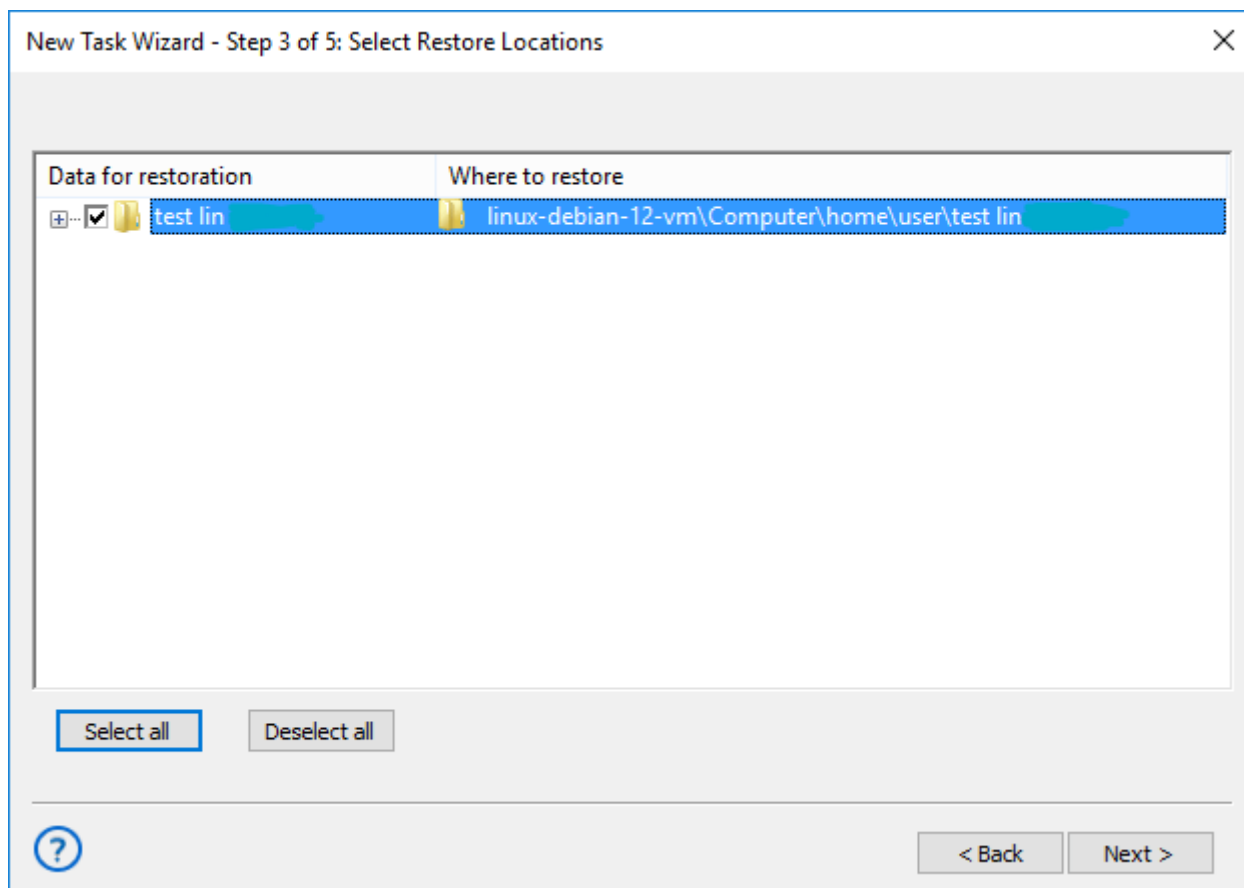 New Task Wizard - Step 3 of 5: Select Restore Locations
Data for restoration Where to restore
test lin linux-debian-12-vm\Computer\home\user\test lin
Select all Deselect all
? < Back Next >